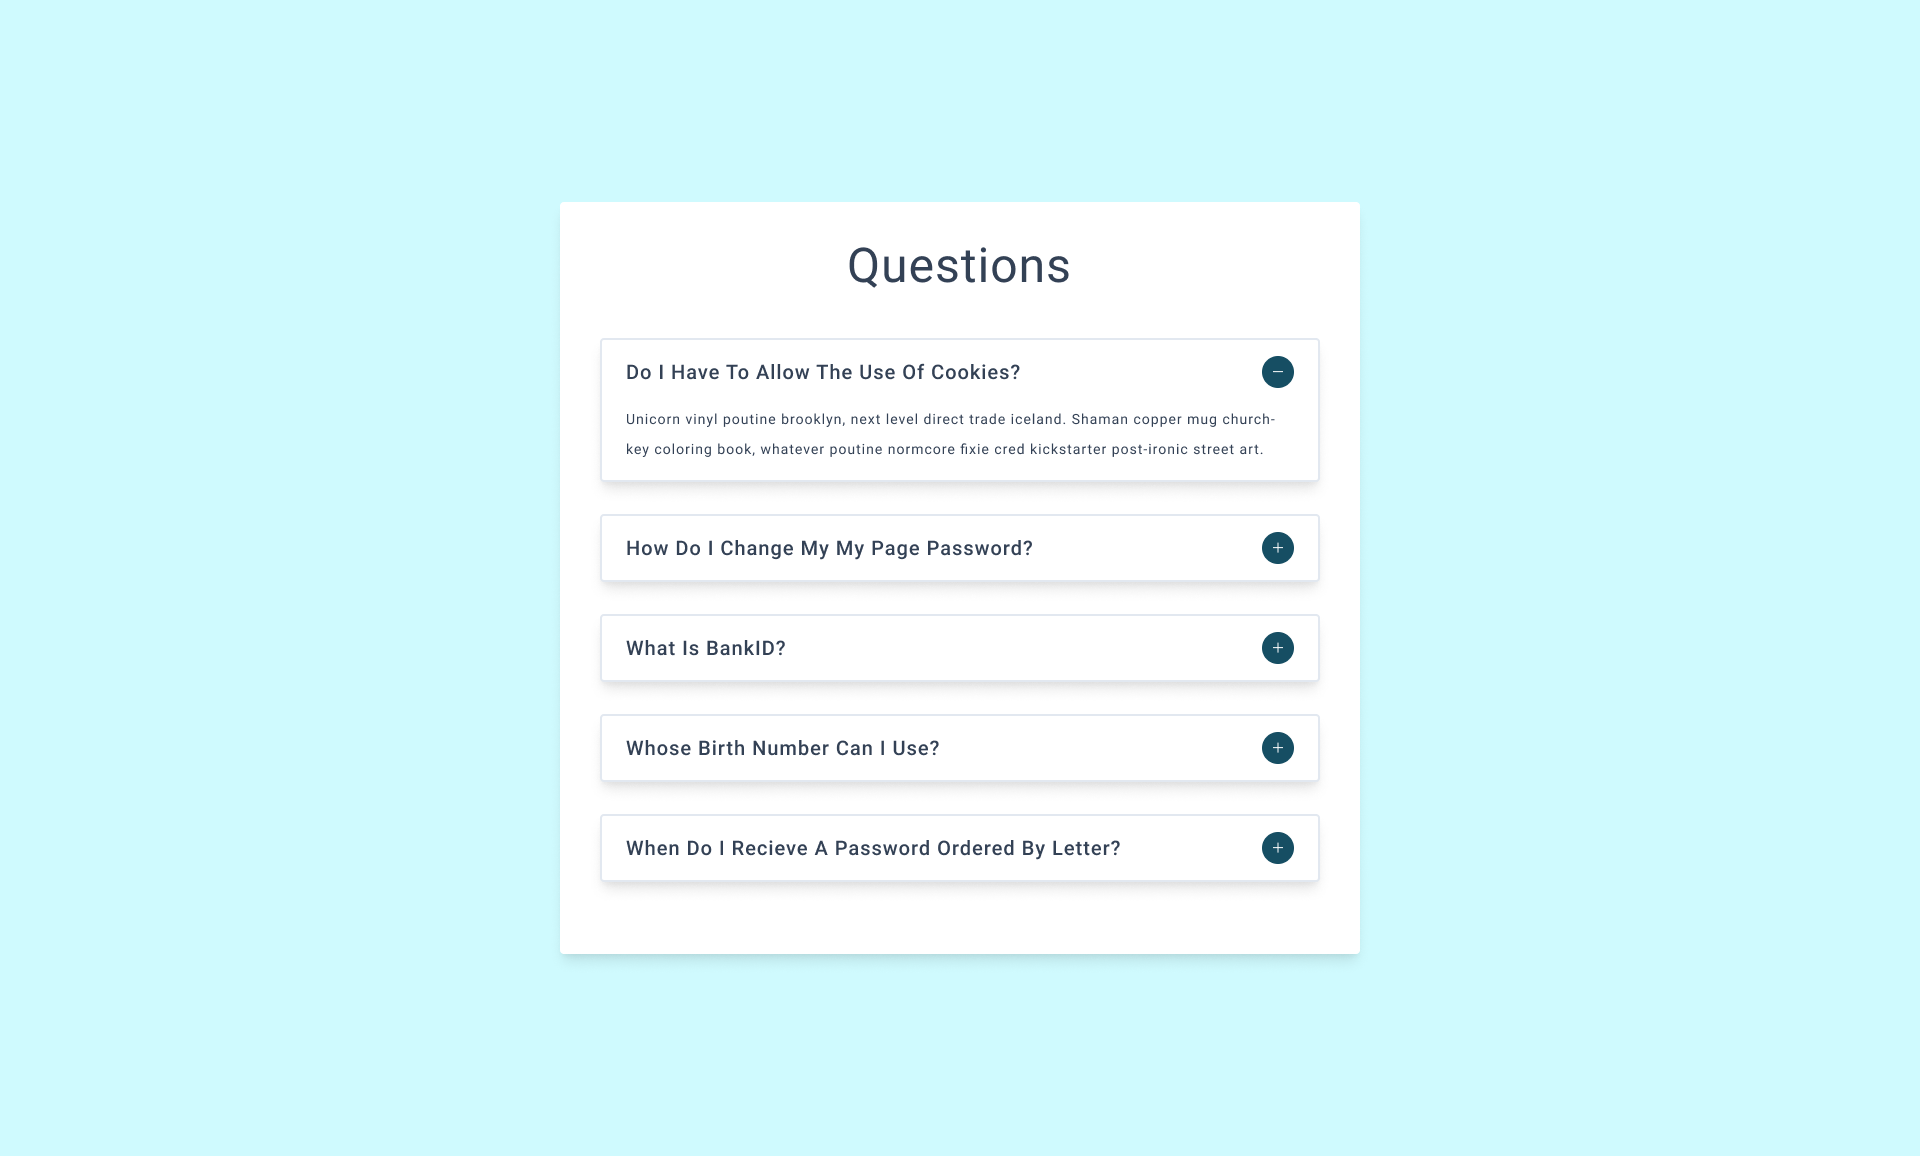 Questions
Do I Have To Allow The Use Of Cookies?
Unicorn vinyl poutine brooklyn, next level direct trade iceland. Shaman copper mug church-
key coloring book, whatever poutine normcore fixie cred kickstarter post-ironic street art.
How Do I Change My My Page Password?
What Is BankID?
Whose Birth Number Can I Use?
When Do I Recieve A Password Ordered By Letter?